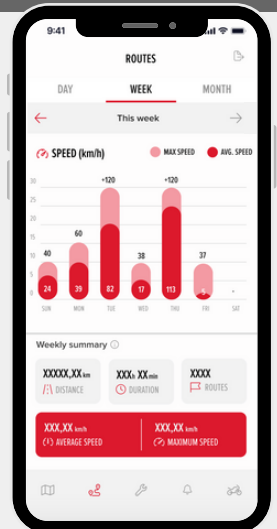 9:41
ROUTES
DAY WEEK MONTH
This week
SPEED (km/h) MAX SPEED AVG. SPEED
30
+120 +120
25
20
60
15
40 38 37
10
5
24 39 82 17 113 5
0
SUN MON TUE WED THU FRI SAT
-
Weekly summary
XXXXX,XX km XXXh XXmin XXXX
DISTANCE DURATION ROUTES
XXX,XX km/h XXX,XX km/h
AVERAGE SPEED MAXIMUM SPEED